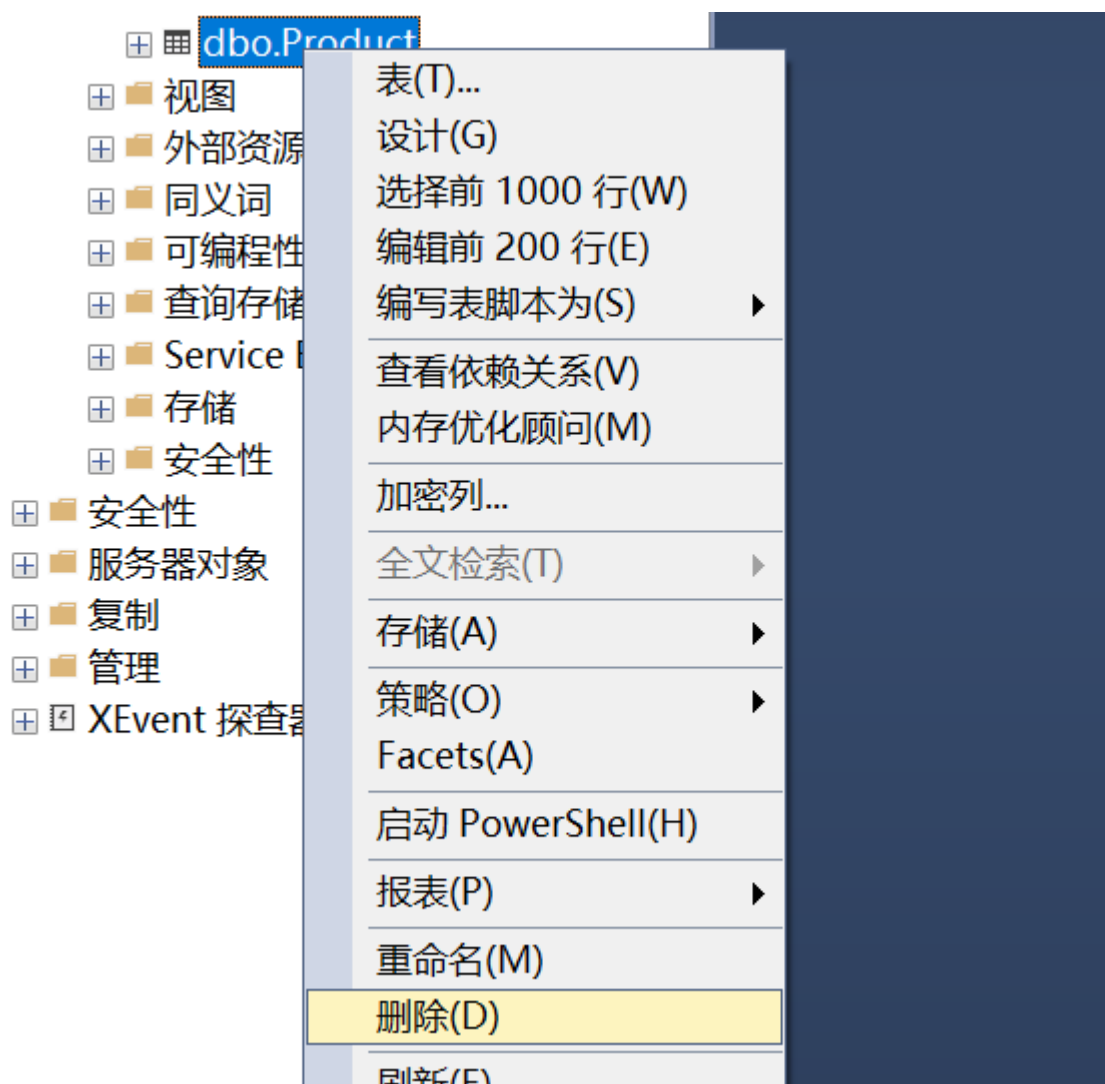 dbo.Product
视图
外部资源
同义词
可编程性
查询存储
Service
存储
安全性
安全性
服务器对象
复制
管理
XEvent 探查器
表(T)...
设计(G)
选择前 1000 行(W)
编辑前 200 行(E)
编写表脚本为(S)
查看依赖关系(V)
内存优化顾问(M)
加密列...
全文检索(T)
存储(A)
策略(O)
Facets(A)
启动 PowerShell(H)
报表(P)
重命名(M)
删除(D)
刷新(F)